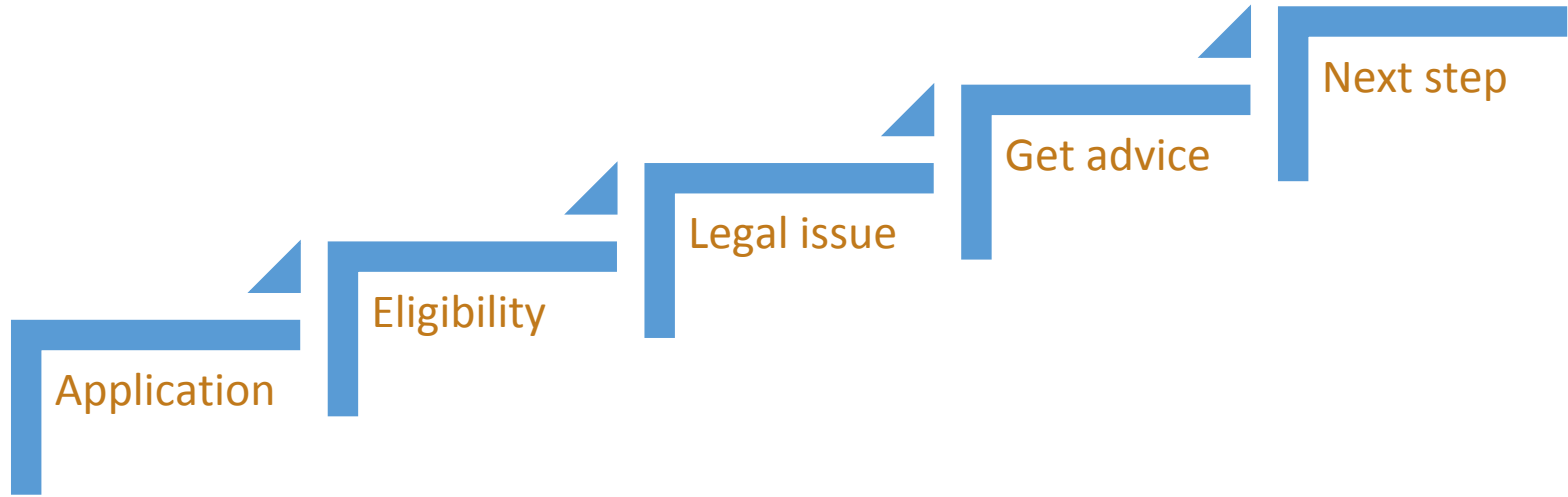 Application
Eligibility
Legal issue
Get advice
Next step